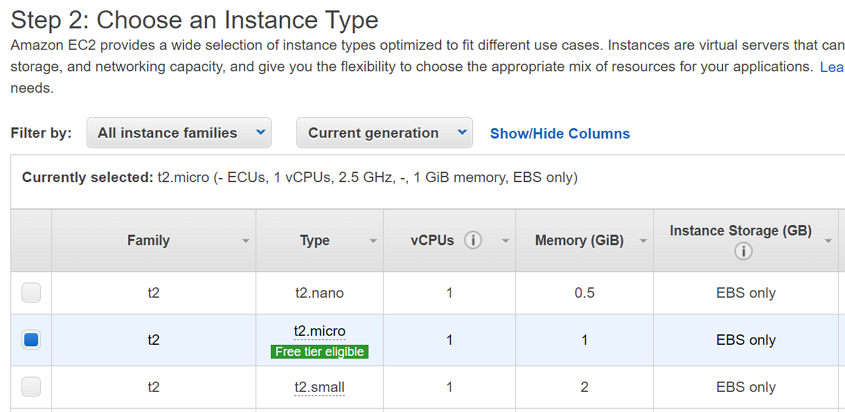 Step 2: Choose an Instance Type
Amazon EC2 provides a wide selection of instance types optimized to fit different use cases. Instances are virtual servers that can
storage, and networking capacity, and give you the flexibility to choose the appropriate mix of resources for your applications. Lea
needs.
Filter by: All instance families Current generation Show/Hide Columns
Currently selected: t2.micro (- ECUs, 1 vCPUs, 2.5 GHz, -, 1 GiB memory, EBS only)
Family Type vCPUs i Memory (GiB) Instance Storage (GB) i
t2 t2.nano 1 0.5 EBS only
t2 t2.micro 1 1 EBS only
Free tier eligible
t2 t2.small 1 2 EBS only